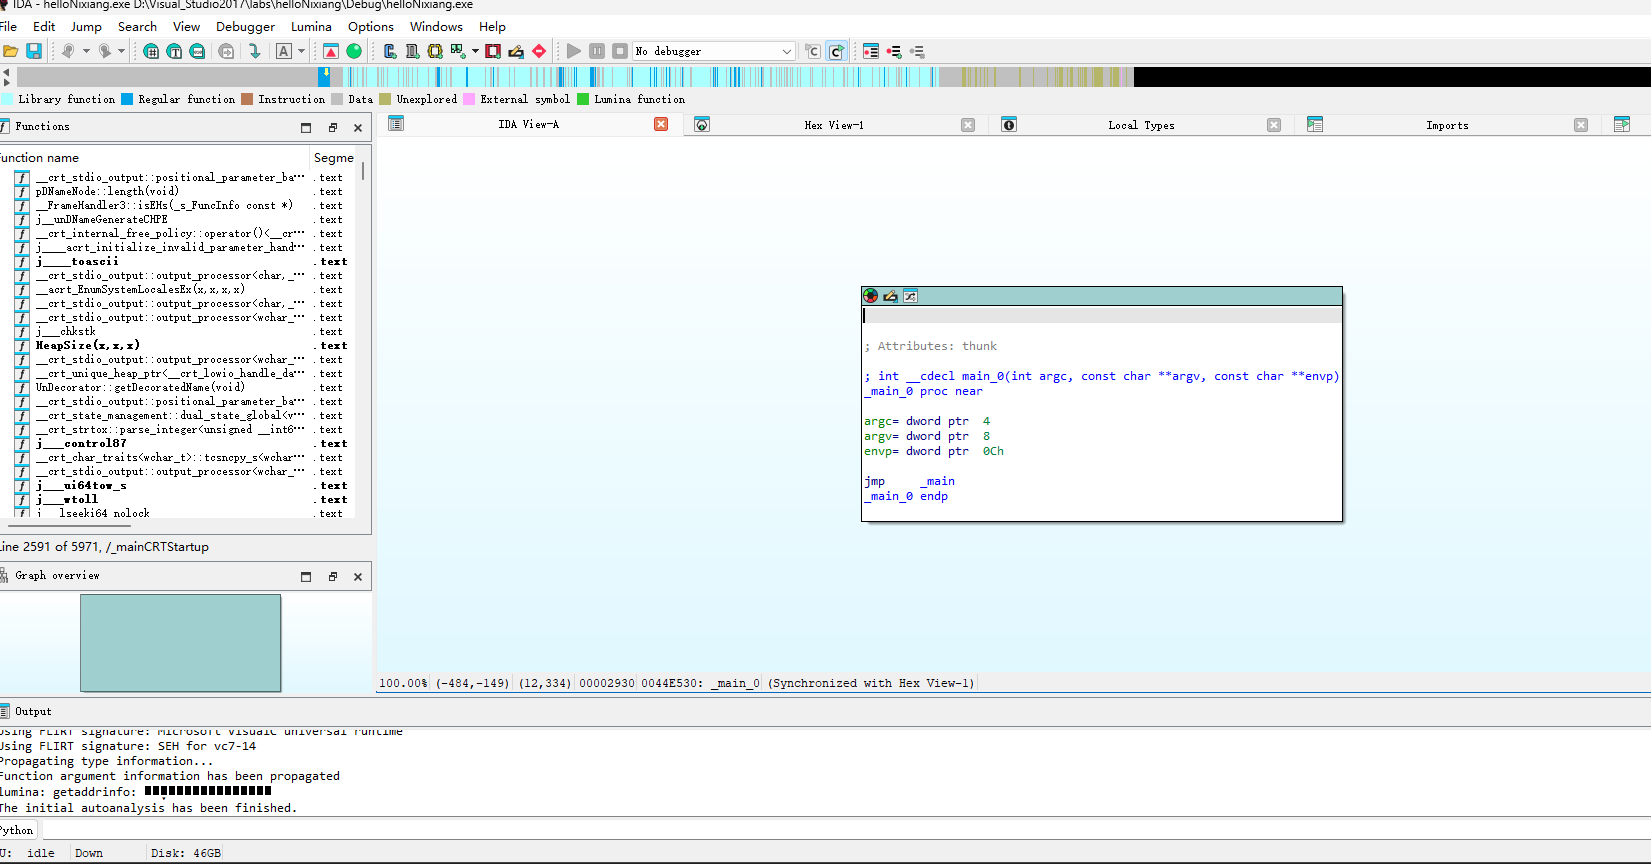 IDA - helloNixiang.exe D:\Visual_Studio2017\labs\helloNixiang\Debug\helloNixiang.exe
File Edit Jump Search View Debugger Lumina Options Windows Help
No debugger
Library function Regular function Instruction Data Unexplored External symbol Lumina function
Functions
IDA View-A
Hex View-1
Local Types
Imports
unction name Segme
__crt_stdio_output::positional_parameter_ba… .text
pDNameNode::length(void) .text
__FrameHandler3::isEHs(_s_FuncInfo const *) .text
j__unDNameGenerateCHPE .text
__crt_internal_free_policy::operator()<__cr… .text
j____acrt_initialize_invalid_parameter_hand… .text
j____toascii .text
__crt_stdio_output::output_processor<char,_… .text
__acrt_EnumSystemLocalesEx(x,x,x,x) .text
__crt_stdio_output::output_processor<char,_… .text
__crt_stdio_output::output_processor<wchar_… .text
j___chkstk .text
HeapSize(x,x,x) .text
__crt_stdio_output::output_processor<wchar_… .text
__crt_unique_heap_ptr<__crt_lowio_handle_da… .text
UnDecorator::getDecoratedName(void) .text
__crt_stdio_output::positional_parameter_ba… .text
__crt_state_management::dual_state_global<v… .text
__crt_strtox::parse_integer<unsigned __int6… .text
j___control87 .text
__crt_char_traits<wchar_t>::tcsncpy_s<wchar… .text
__crt_stdio_output::output_processor<wchar_… .text
j___ui64tow_s .text
j___wtoll .text
j__lseeki64_nolock .text
Line 2591 of 5971, /_mainCRTStartup
Graph overview
; Attributes: thunk
; int __cdecl main_0(int argc, const char **argv, const char **envp)
_main_0 proc near
argc= dword ptr  4
argv= dword ptr  8
envp= dword ptr  0Ch
jmp     _main
_main_0 endp
100.00% (-484,-149) (12,334) 00002930 0044E530: _main_0 (Synchronized with Hex View-1)
Output
Using FLIRT signature: Microsoft VisualC universal runtime
Using FLIRT signature: SEH for vc7-14
Propagating type information...
Function argument information has been propagated
lumina: getaddrinfo:
The initial autoanalysis has been finished.
Python
U: idle Down Disk: 46GB